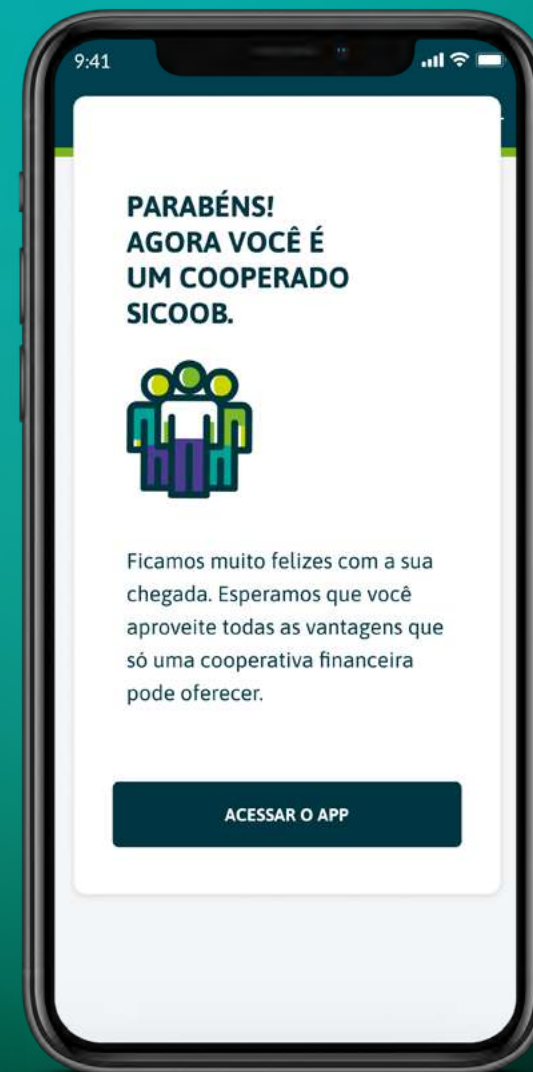 9:41
PARABÉNS!
AGORA VOCÊ É
UM COOPERADO
SICOOB.
Ficamos muito felizes com a sua
chegada. Esperamos que você
aproveite todas as vantagens que
só uma cooperativa financeira
pode oferecer.
ACESSAR O APP